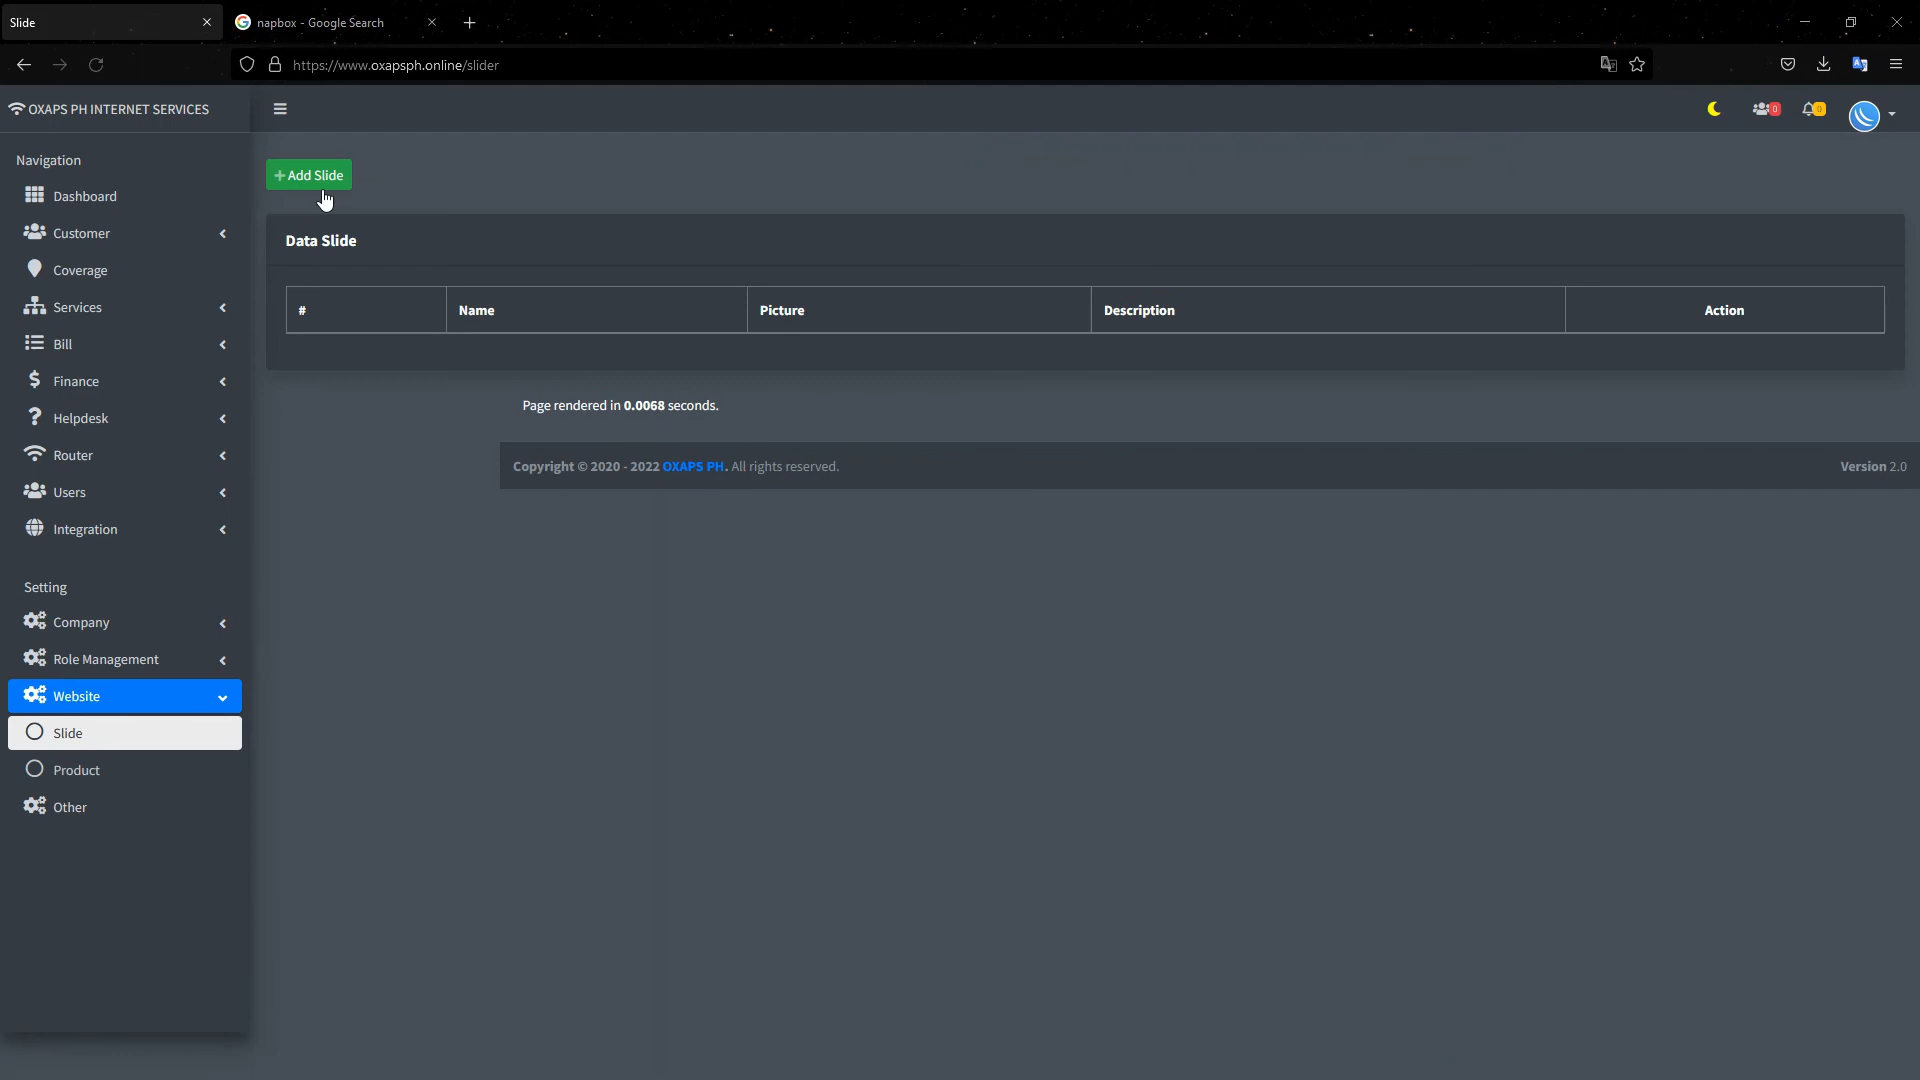 Slide
napbox - Google Search
https://www.oxapsph.online/slider
OXAPS PH INTERNET SERVICES
0
0
Navigation
Dashboard
Customer
Coverage
Services
Bill
Finance
Helpdesk
Router
Users
Integration
Setting
Company
Role Management
Website
Slide
Product
Other
+ Add Slide
Data Slide
# Name Picture Description Action
Page rendered in 0.0068 seconds.
Copyright © 2020 - 2022 OXAPS PH. All rights reserved.
Version 2.0